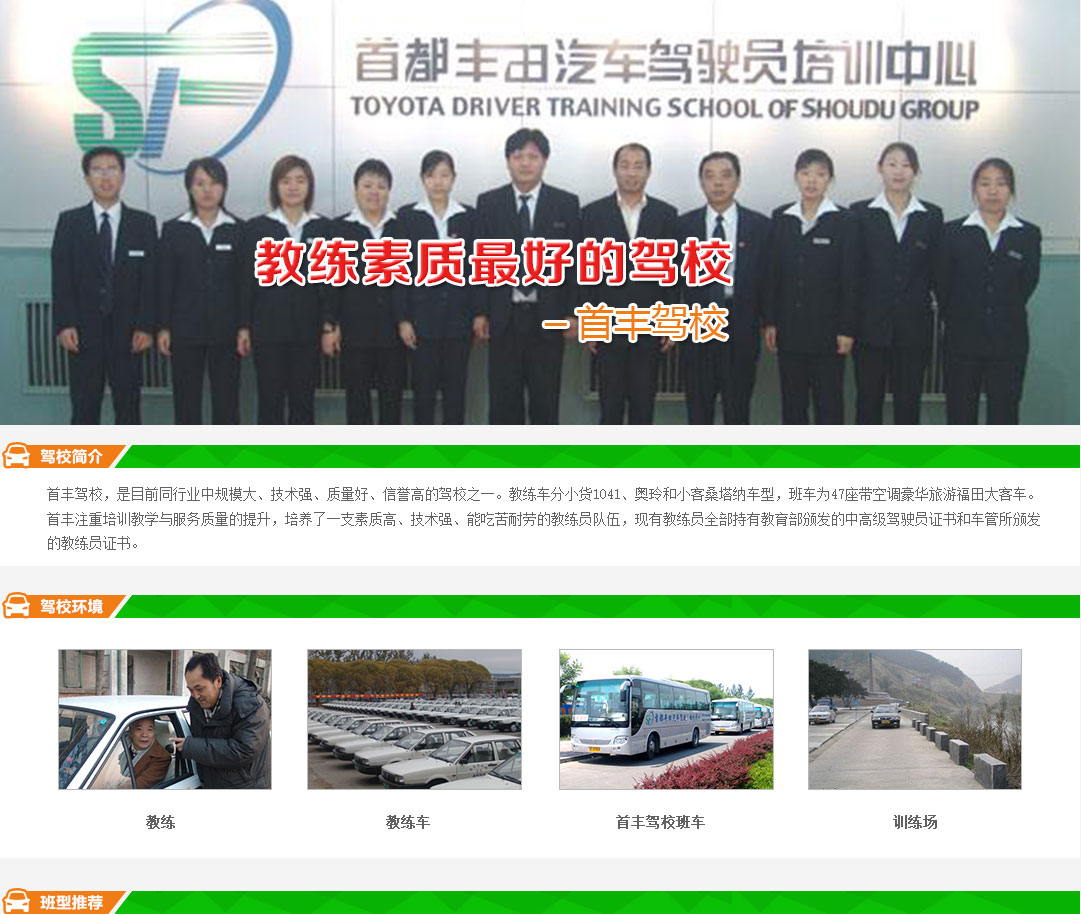 首都丰田汽车驾驶员培训中心
TOYOTA DRIVER TRAINING SCHOOL OF SHOUDU GROUP
教练素质最好的驾校
– 首丰驾校
驾校简介
首丰驾校，是目前同行业中规模大、技术强、质量好、信誉高的驾校之一。教练车分小货1041、奥玲和小客桑塔纳车型，班车为47座带空调豪华旅游福田大客车。
首丰注重培训教学与服务质量的提升，培养了一支素质高、技术强、能吃苦耐劳的教练员队伍，现有教练员全部持有教育部颁发的中高级驾驶员证书和车管所颁发
的教练员证书。
驾校环境
教练
教练车
首丰驾校班车
训练场
班型推荐